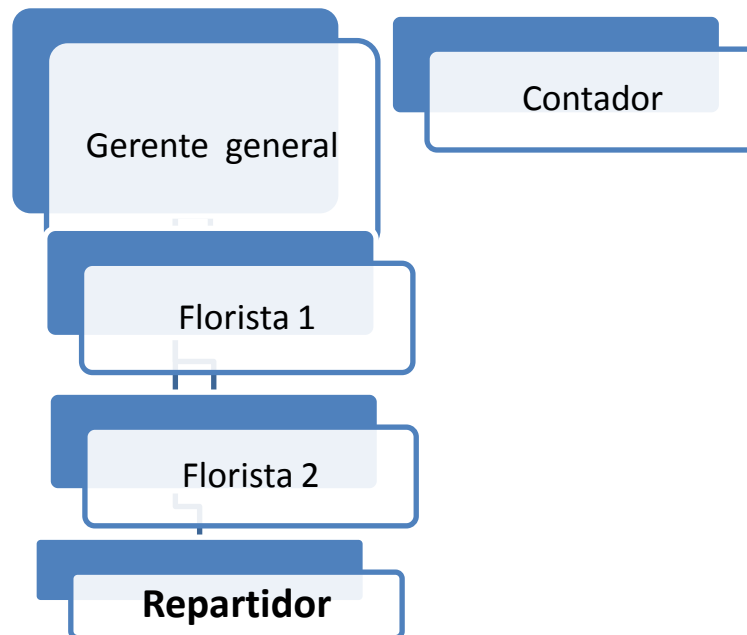 Gerente general
Contador
Florista 1
Florista 2
Repartidor